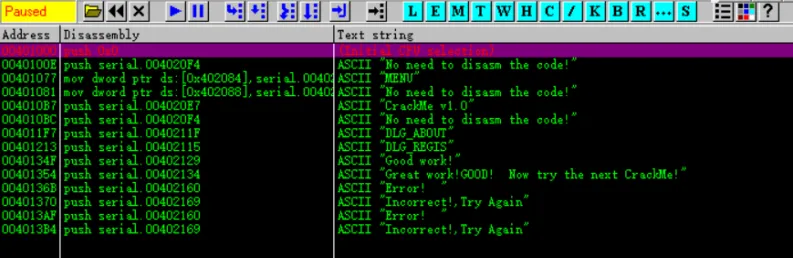 Paused L E M T W H C / K B R ... S ?
Address Disassembly Text string
00401000 push 0x0 (Initial CPU selection)
0040100E push serial.004020F4 ASCII "No need to disasm the code!"
00401077 mov dword ptr ds:[0x402084],serial.00402 ASCII "MENU"
00401081 mov dword ptr ds:[0x402088],serial.00402 ASCII "No need to disasm the code!"
004010B7 push serial.004020E7 ASCII "CrackMe v1.0"
004010BC push serial.004020F4 ASCII "No need to disasm the code!"
004011F7 push serial.0040211F ASCII "DLG_ABOUT"
00401213 push serial.00402115 ASCII "DLG_REGIS"
0040134F push serial.00402129 ASCII "Good work!"
00401354 push serial.00402134 ASCII "Great work!GOOD!  Now try the next CrackMe!"
0040136B push serial.00402160 ASCII "Error!  "
00401370 push serial.00402169 ASCII "Incorrect!,Try Again"
004013AF push serial.00402160 ASCII "Error!  "
004013B4 push serial.00402169 ASCII "Incorrect!,Try Again"